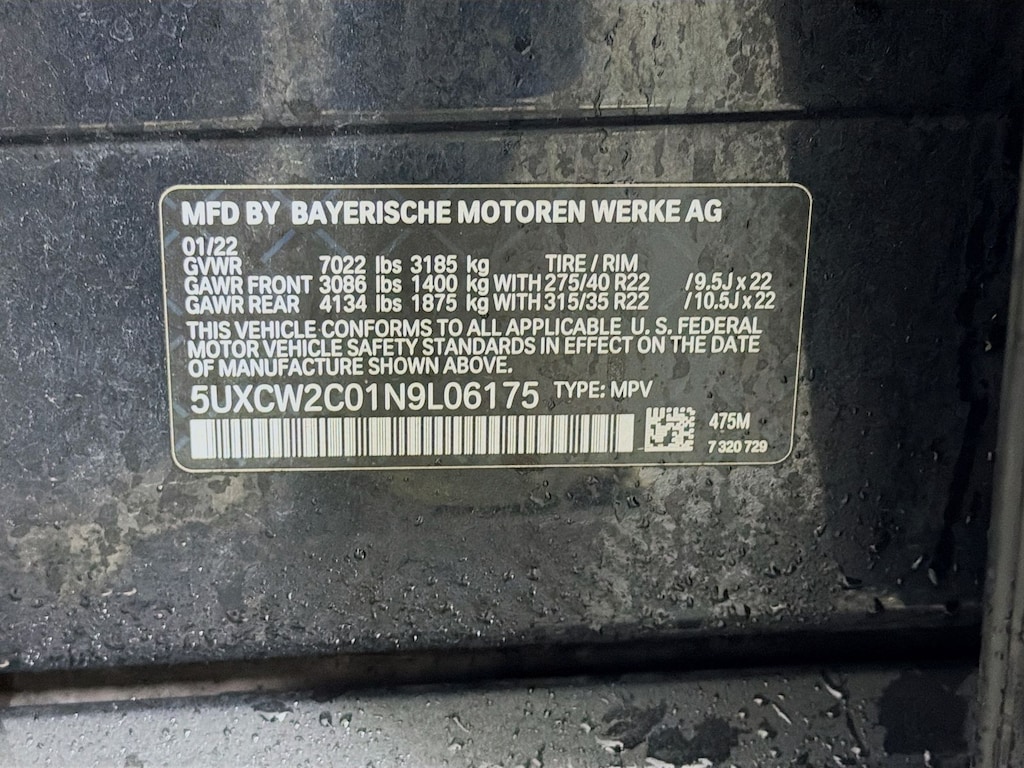 MFD BY BAYERISCHE MOTOREN WERKE AG
01/22
GVWR 7022 lbs 3185 kg TIRE / RIM
GAWR FRONT 3086 lbs 1400 kg WITH 275/40 R22 /9.5J x 22
GAWR REAR 4134 lbs 1875 kg WITH 315/35 R22 /10.5J x 22
THIS VEHICLE CONFORMS TO ALL APPLICABLE U. S. FEDERAL
MOTOR VEHICLE SAFETY STANDARDS IN EFFECT ON THE DATE
OF MANUFACTURE SHOWN ABOVE.
5UXCW2C01N9L06175 TYPE: MPV
475M
7 320 729